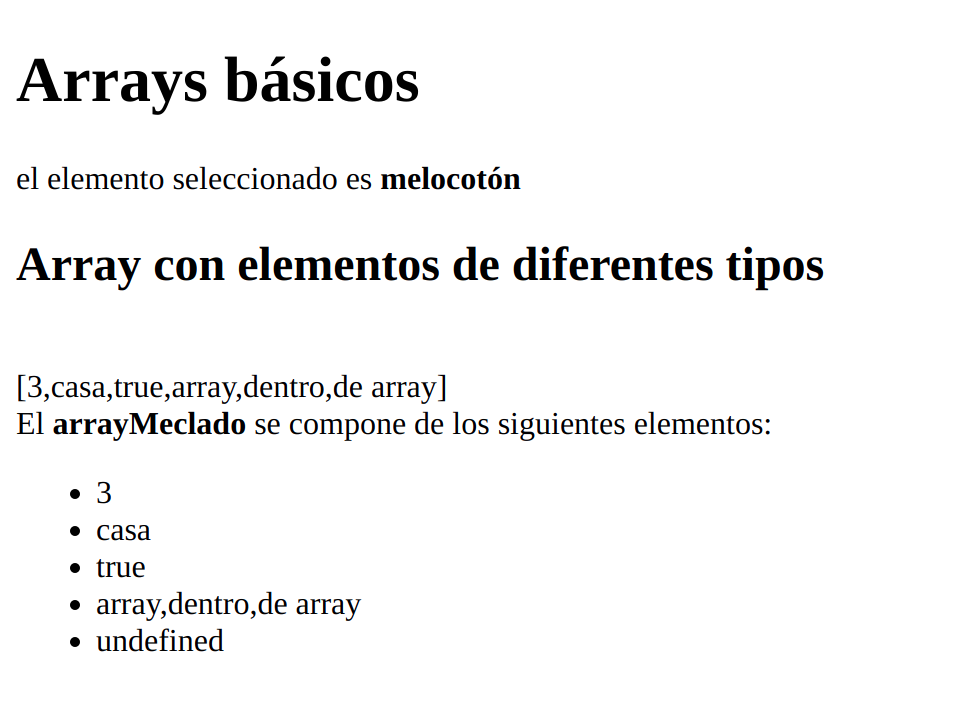 Arrays básicos
el elemento seleccionado es melocotón
Array con elementos de diferentes tipos
[3,casa,true,array,dentro,de array]
El arrayMeclado se compone de los siguientes elementos:
• 3
• casa
• true
• array,dentro,de array
• undefined